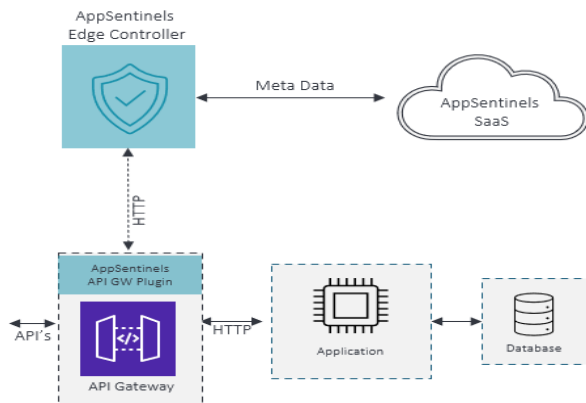 AppSentinels
Edge Controller
Meta Data
AppSentinels
SaaS
HTTP
AppSentinels
API GW Plugin
API's
</>
API Gateway
HTTP
Application
Database